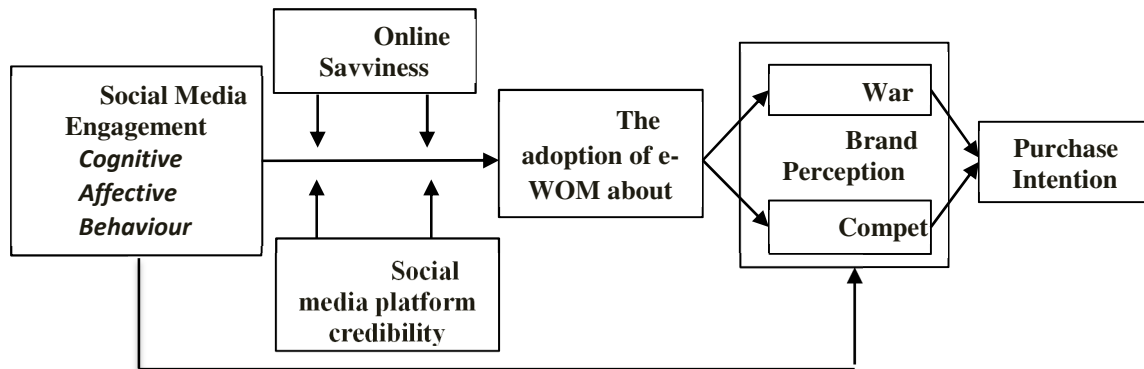 Online
Savviness
Social Media
Engagement
Cognitive
Affective
Behaviour
The
adoption of e-
WOM about
Social
media platform
credibility
War
Brand
Perception
Compet
Purchase
Intention